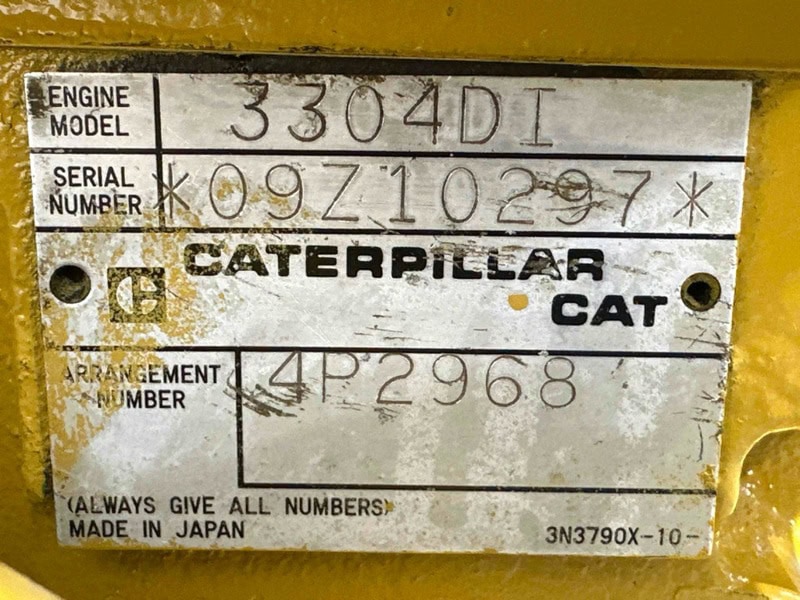 ENGINE MODEL 3304DI
SERIAL NUMBER *09Z10297*
CATERPILLAR
C CAT
ARRANGEMENT NUMBER 4P2968
(ALWAYS GIVE ALL NUMBERS)
MADE IN JAPAN 3N3790X-10-